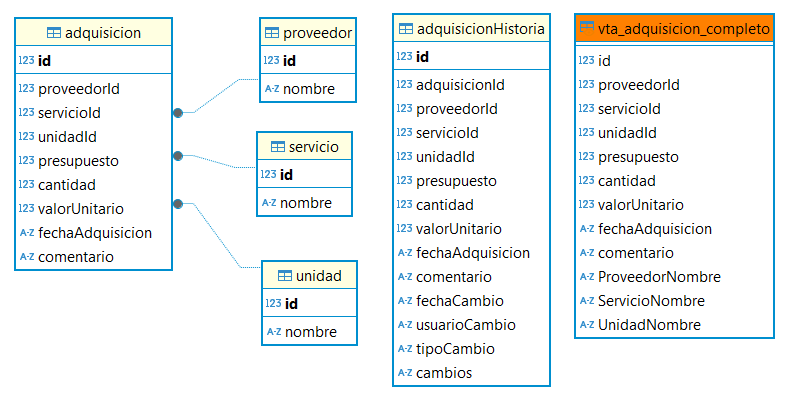 adquisicion
123 id
123 proveedorId
123 servicioId
123 unidadId
123 presupuesto
123 cantidad
123 valorUnitario
A-Z fechaAdquisicion
A-Z comentario
proveedor
123 id
A-Z nombre
servicio
123 id
A-Z nombre
unidad
123 id
A-Z nombre
adquisicionHistoria
123 id
123 adquisicionId
123 proveedorId
123 servicioId
123 unidadId
123 presupuesto
123 cantidad
123 valorUnitario
A-Z fechaAdquisicion
A-Z comentario
A-Z fechaCambio
A-Z usuarioCambio
A-Z tipoCambio
A-Z cambios
vta_adquisicion_completo
123 id
123 proveedorId
123 servicioId
123 unidadId
123 presupuesto
123 cantidad
123 valorUnitario
A-Z fechaAdquisicion
A-Z comentario
A-Z ProveedorNombre
A-Z ServicioNombre
A-Z UnidadNombre